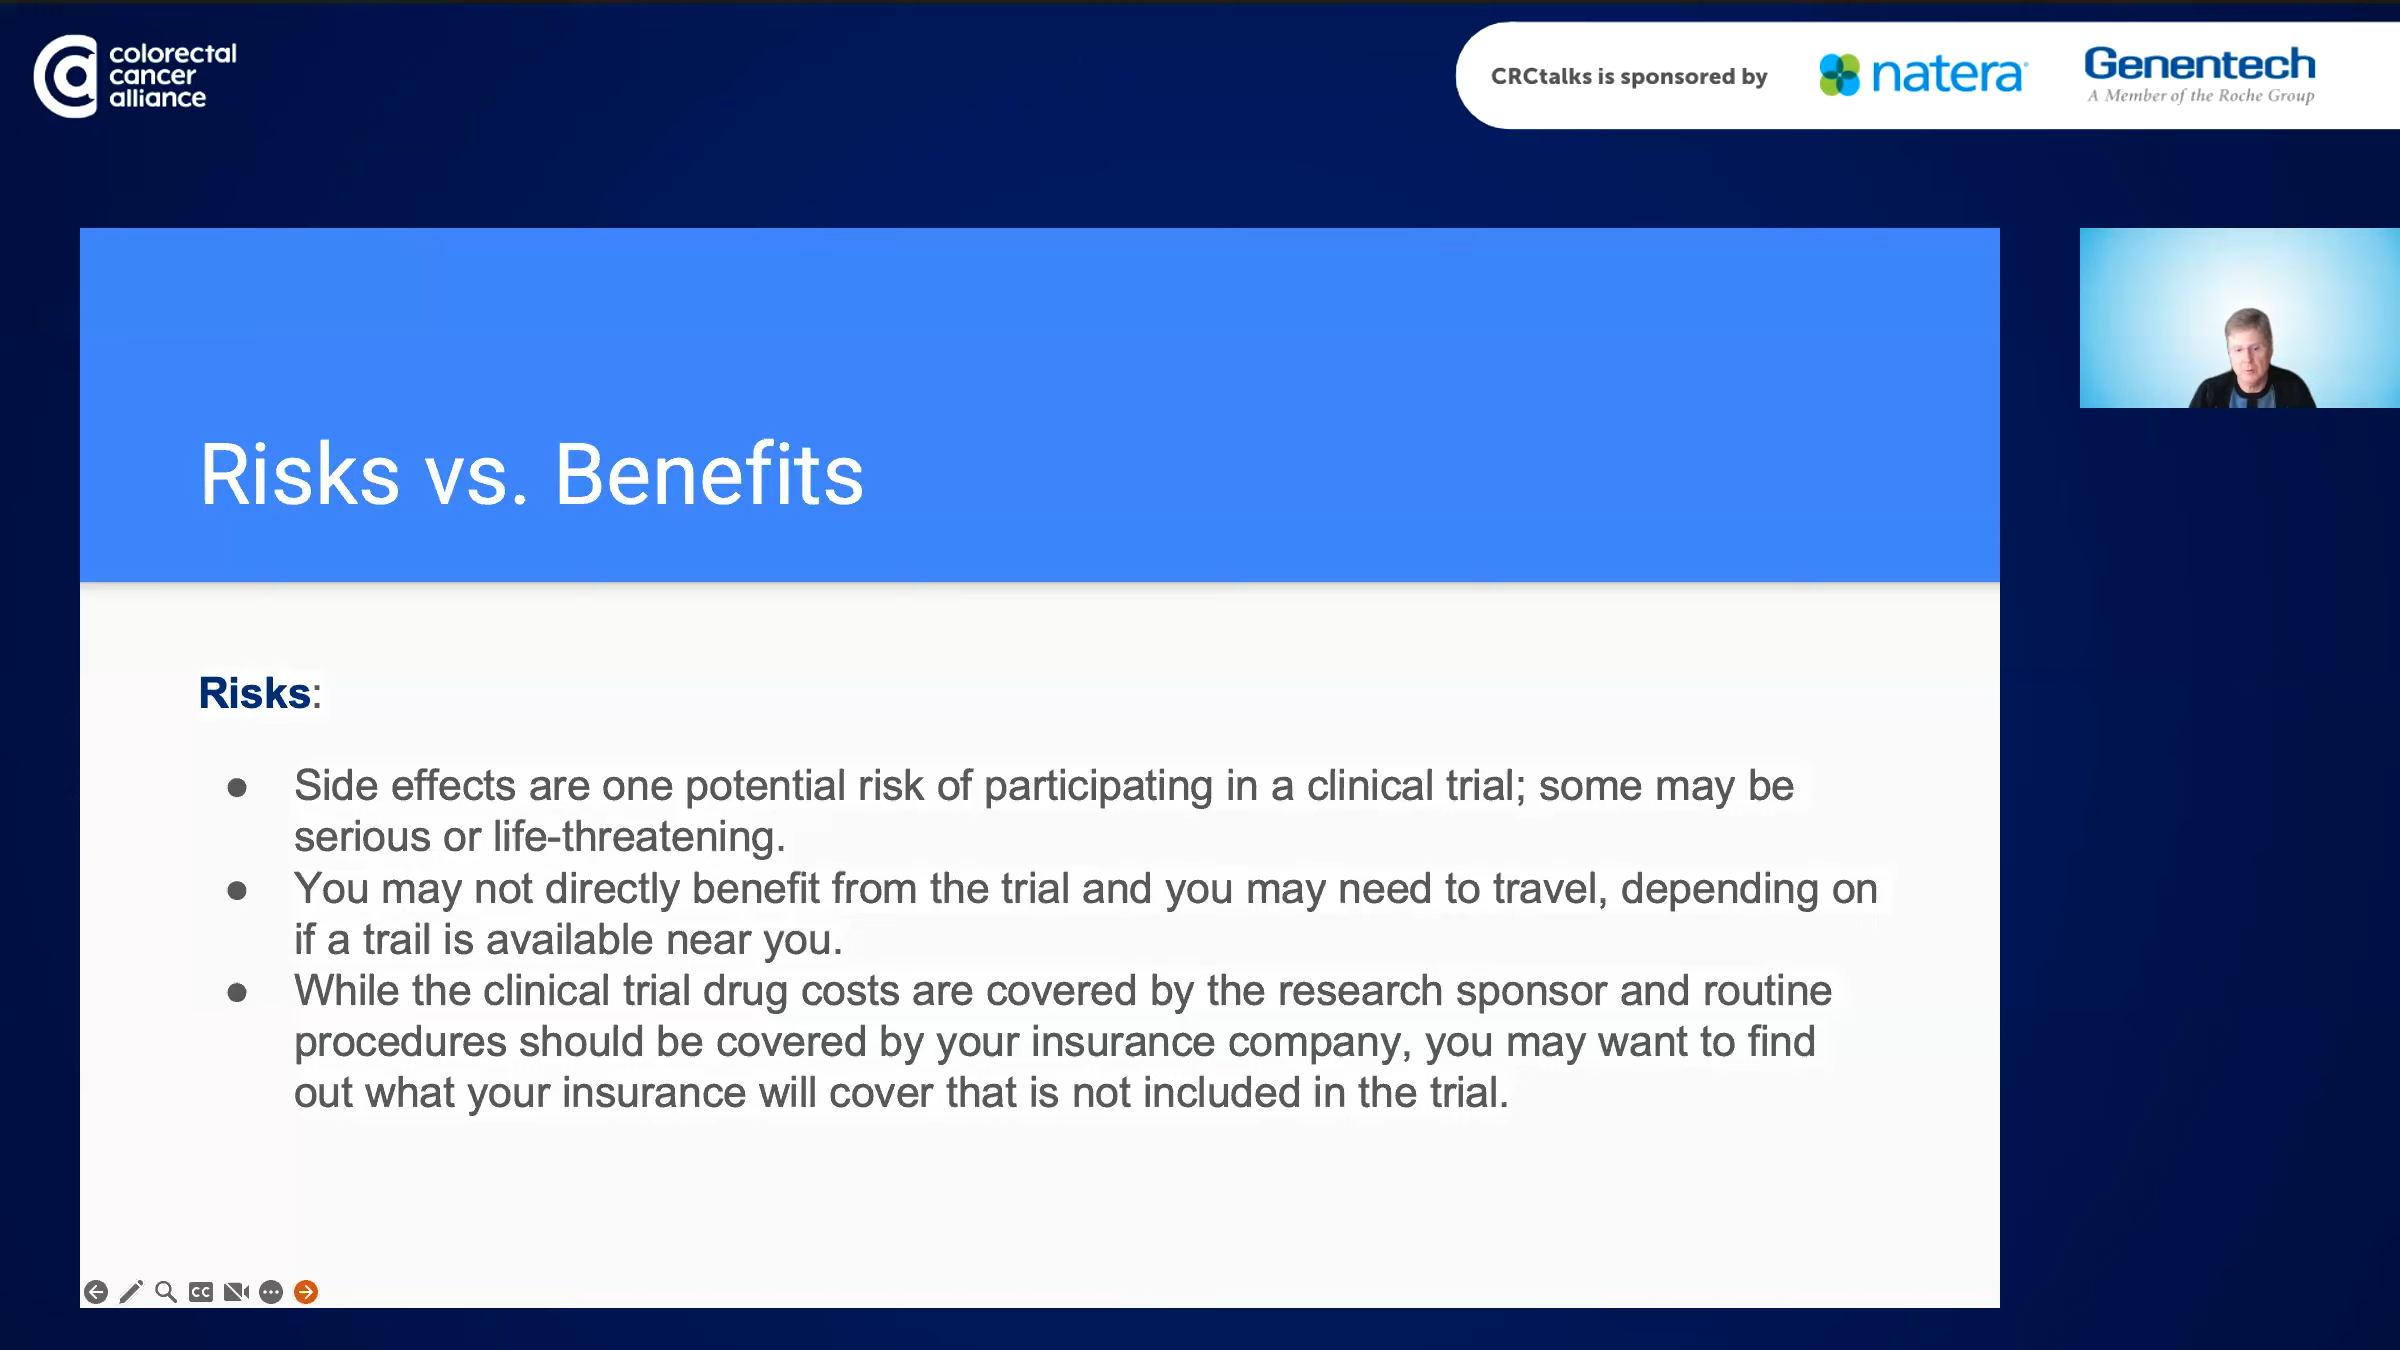 colorectal
cancer
alliance
CRCtalks is sponsored by
natera
Genentech
A Member of the Roche Group
Risks vs. Benefits
Risks:
● Side effects are one potential risk of participating in a clinical trial; some may be
serious or life-threatening.
● You may not directly benefit from the trial and you may need to travel, depending on
if a trail is available near you.
● While the clinical trial drug costs are covered by the research sponsor and routine
procedures should be covered by your insurance company, you may want to find
out what your insurance will cover that is not included in the trial.
CC